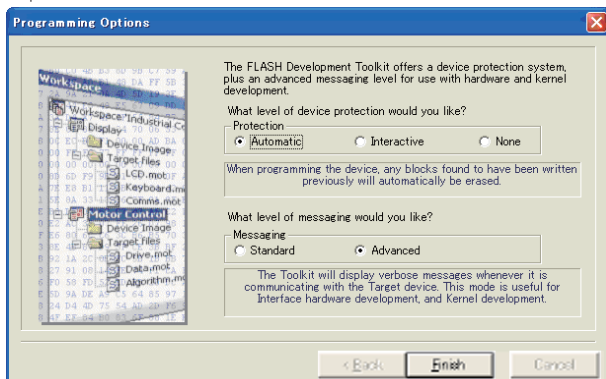 Programming Options
Workspace
Workspace "Industrial Co
Display
Device Image
Target files
LCD.mot
Keyboard.m
Comms.mot
Motor Control
Device Image
Target files
Drive.mot
Data.mot
Algorithm.m
The FLASH Development Toolkit offers a device protection system,
plus an advanced messaging level for use with hardware and kernel
development.
What level of device protection would you like?
Protection
Automatic Interactive None
When programming the device, any blocks found to have been written
previously will automatically be erased.
What level of messaging would you like?
Messaging
Standard Advanced
The Toolkit will display verbose messages whenever it is
communicating with the Target device. This mode is useful for
Interface hardware development, and Kernel development.
< Back Finish Cancel